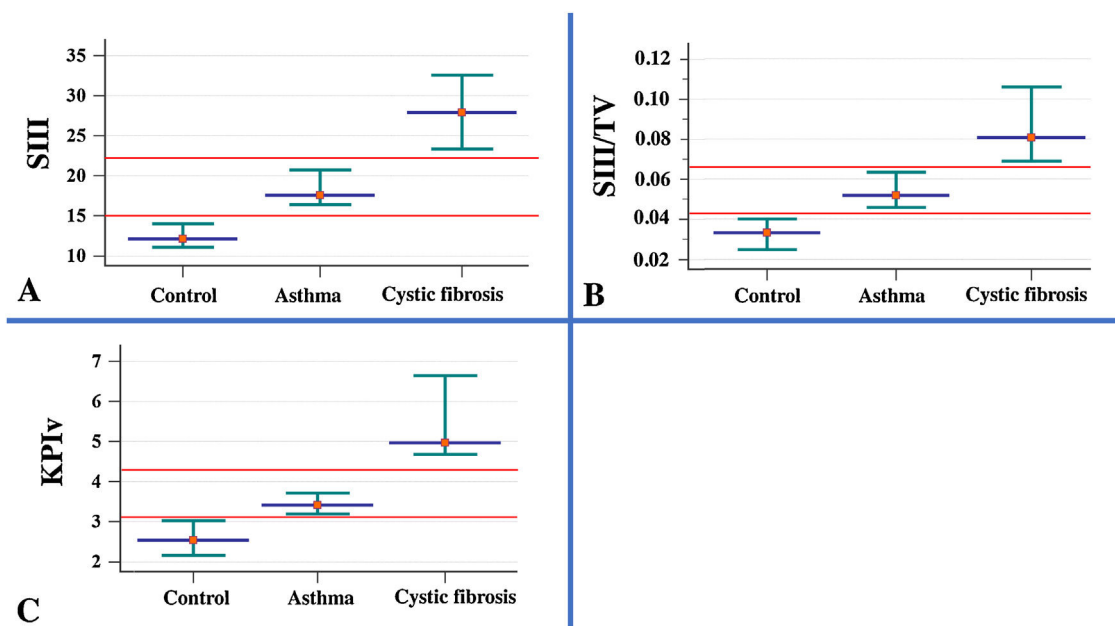 SIII
35
30
25
20
15
10
Control Asthma Cystic fibrosis
A
SIII/TV
0.12
0.10
0.08
0.06
0.04
0.02
Control Asthma Cystic fibrosis
B
KPIv
7
6
5
4
3
2
Control Asthma Cystic fibrosis
C